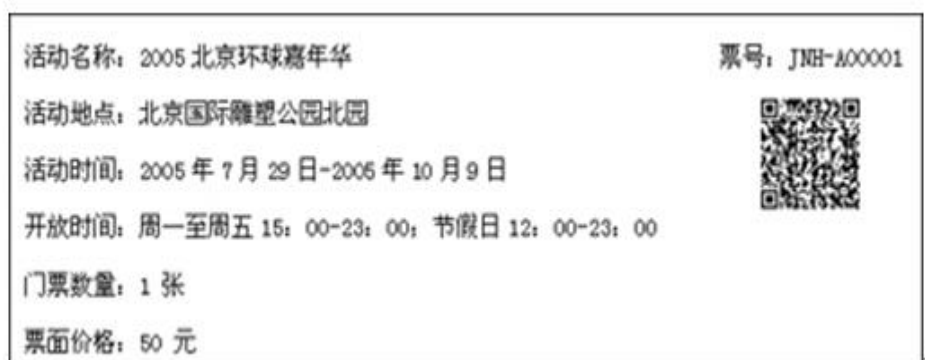 活动名称：2005 北京环球嘉年华
票号：JNH-A00001
活动地点：北京国际雕塑公园北园
活动时间：2005 年 7 月 29 日-2005 年 10 月 9 日
开放时间：周一至周五 15：00-23：00；节假日 12：00-23：00
门票数量：1 张
票面价格：50 元